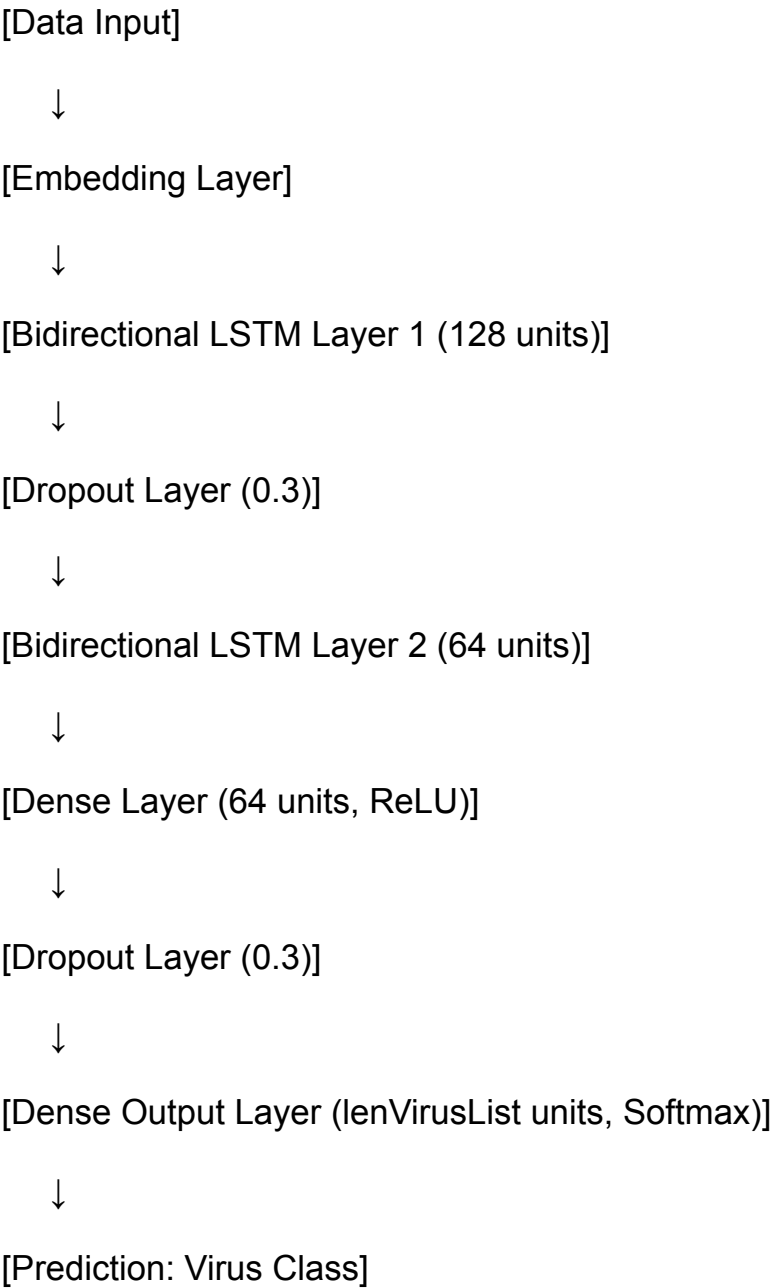 [Data Input]
↓
[Embedding Layer]
↓
[Bidirectional LSTM Layer 1 (128 units)]
↓
[Dropout Layer (0.3)]
↓
[Bidirectional LSTM Layer 2 (64 units)]
↓
[Dense Layer (64 units, ReLU)]
↓
[Dropout Layer (0.3)]
↓
[Dense Output Layer (lenVirusList units, Softmax)]
↓
[Prediction: Virus Class]